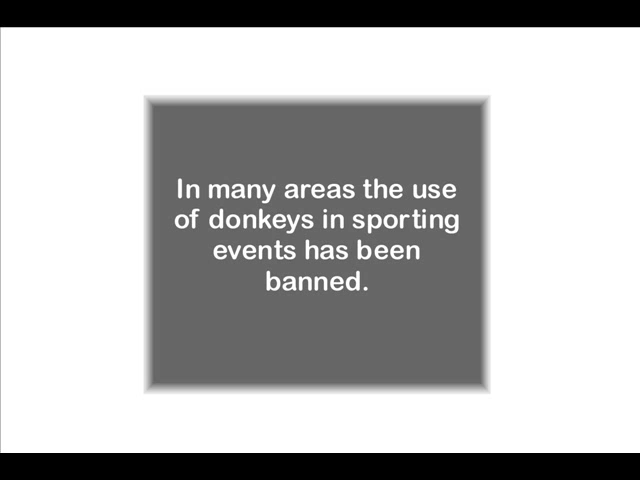 In many areas the use
of donkeys in sporting
events has been
banned.